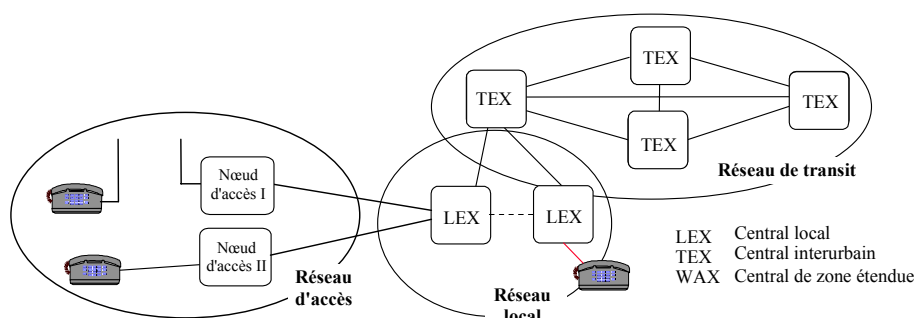 TEX
TEX
TEX
TEX
Réseau de transit
Nœud
d'accès I
LEX
LEX
Nœud
d'accès II
Réseau
d'accès
Réseau
local
LEX Central local
TEX Central interurbain
WAX Central de zone étendue